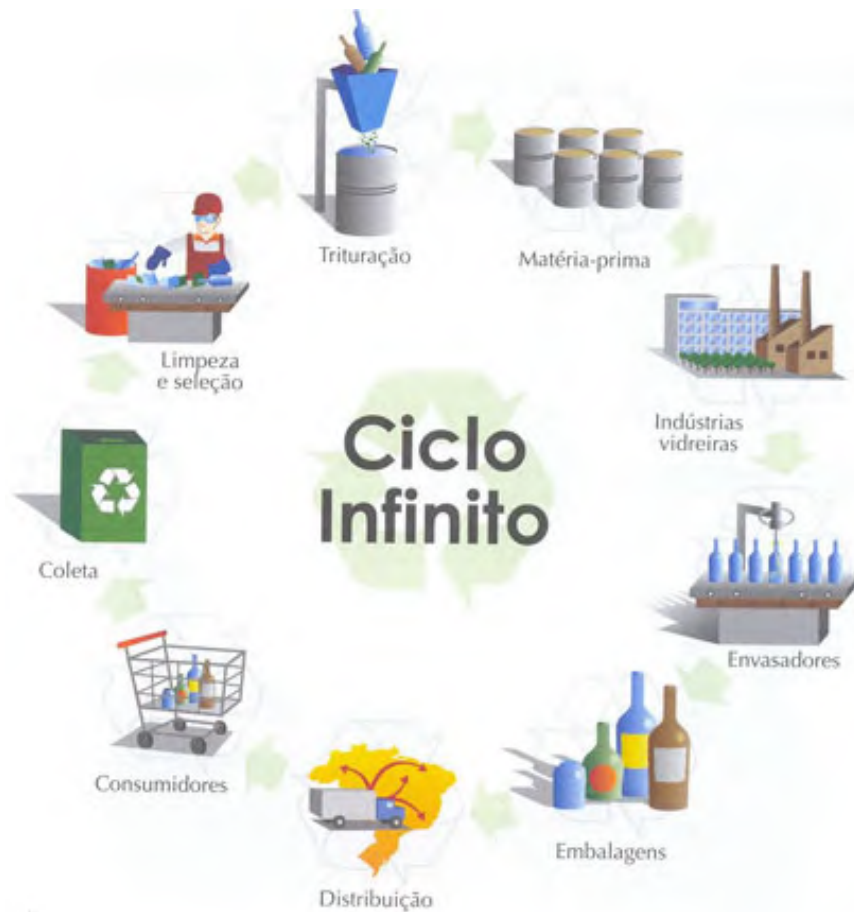 Trituração
Matéria-prima
Limpeza
e seleção
Indústrias
vidreiras
Ciclo
Infinito
Coleta
Envasadores
Consumidores
Embalagens
Distribuição